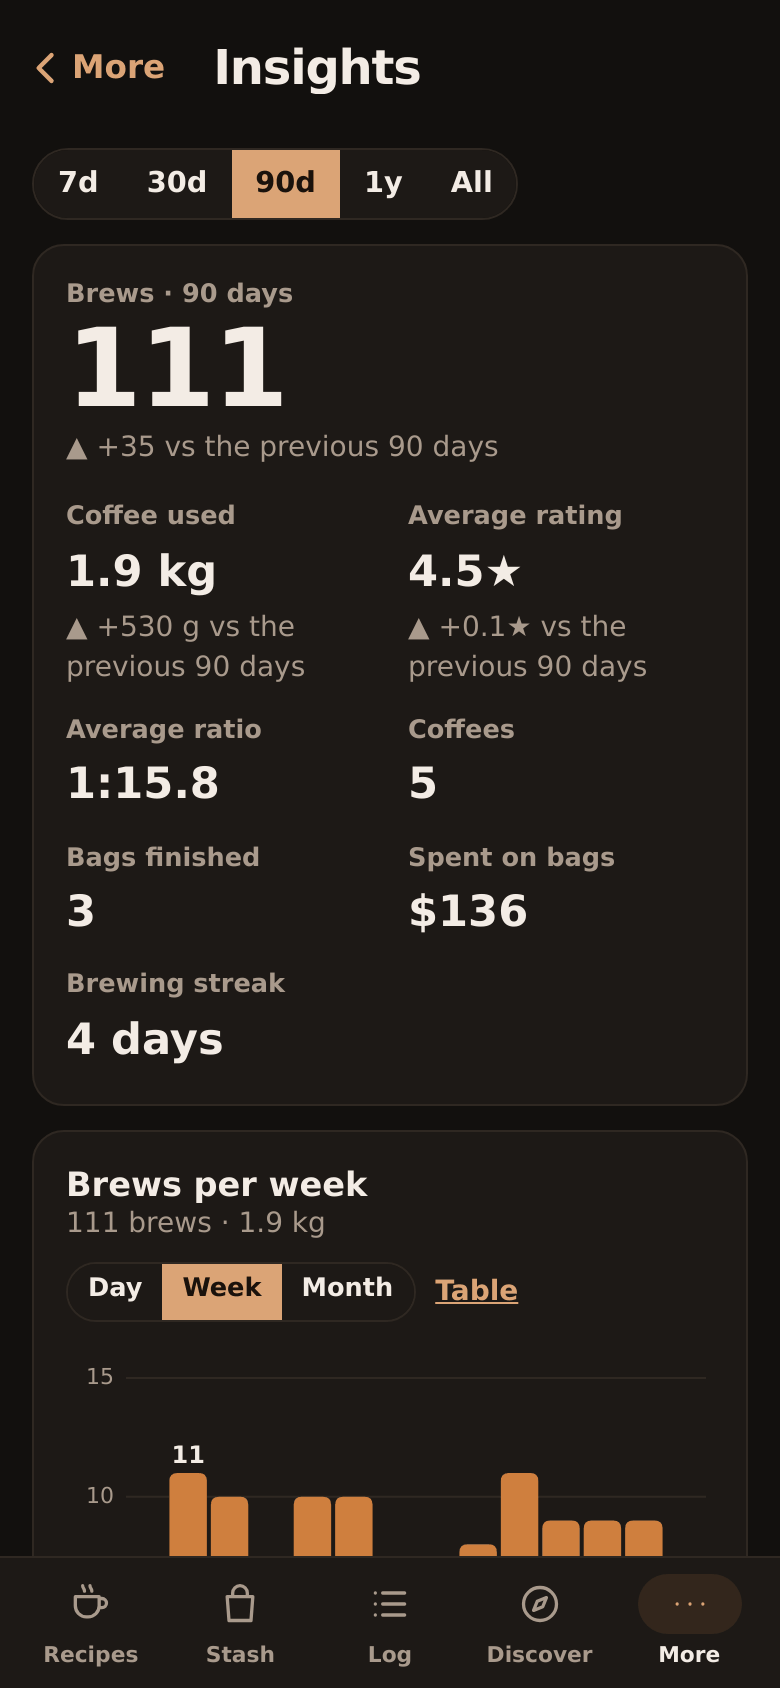 More
Insights
7d 30d 90d 1y All
Brews · 90 days
111
▲ +35 vs the previous 90 days
Coffee used
1.9 kg
▲ +530 g vs the
previous 90 days
Average rating
4.5★
▲ +0.1★ vs the
previous 90 days
Average ratio
1:15.8
Coffees
5
Bags finished
3
Spent on bags
$136
Brewing streak
4 days
Brews per week
111 brews · 1.9 kg
Day Week Month Table
15
11
10
Recipes Stash Log Discover More